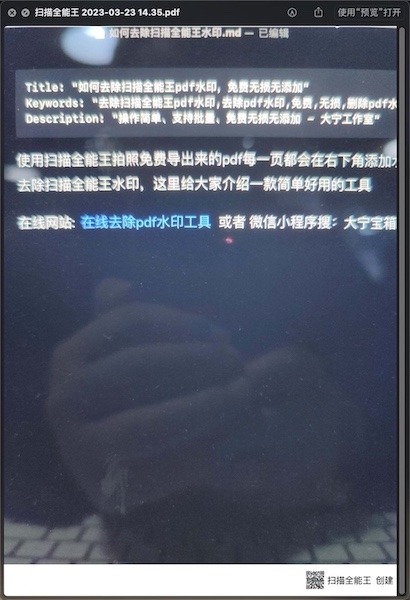 扫描全能王 2023-03-23 14.35.pdf
使用“预览”打开
如何去除扫描全能王水印.md — 已编辑
Title: "如何去除扫描全能王pdf水印，免费无损无添加"
Keywords: "去除扫描全能王pdf水印,去除pdf水印,免费,无损,删除pdf水
Description: "操作简单、支持批量、免费无损无添加 - 大宁工作室"
使用扫描全能王拍照免费导出来的pdf每一页都会在右下角添加水
去除扫描全能王水印，这里给大家介绍一款简单好用的工具
在线网站: 在线去除pdf水印工具 或者 微信小程序搜：大宁宝箱
扫描全能王 创建